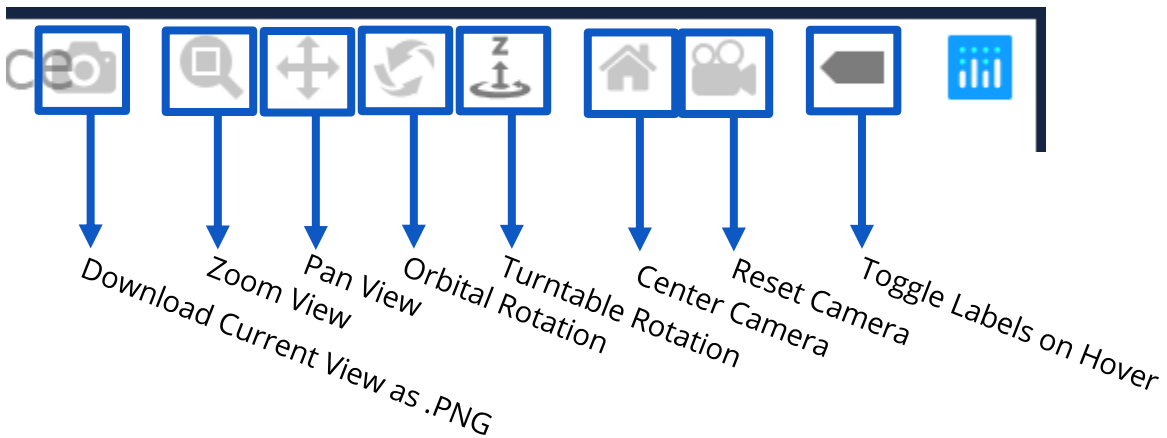 ce
Z
Download Current View as .PNG
Zoom View
Pan View
Orbital Rotation
Turntable Rotation
Center Camera
Reset Camera
Toggle Labels on Hover